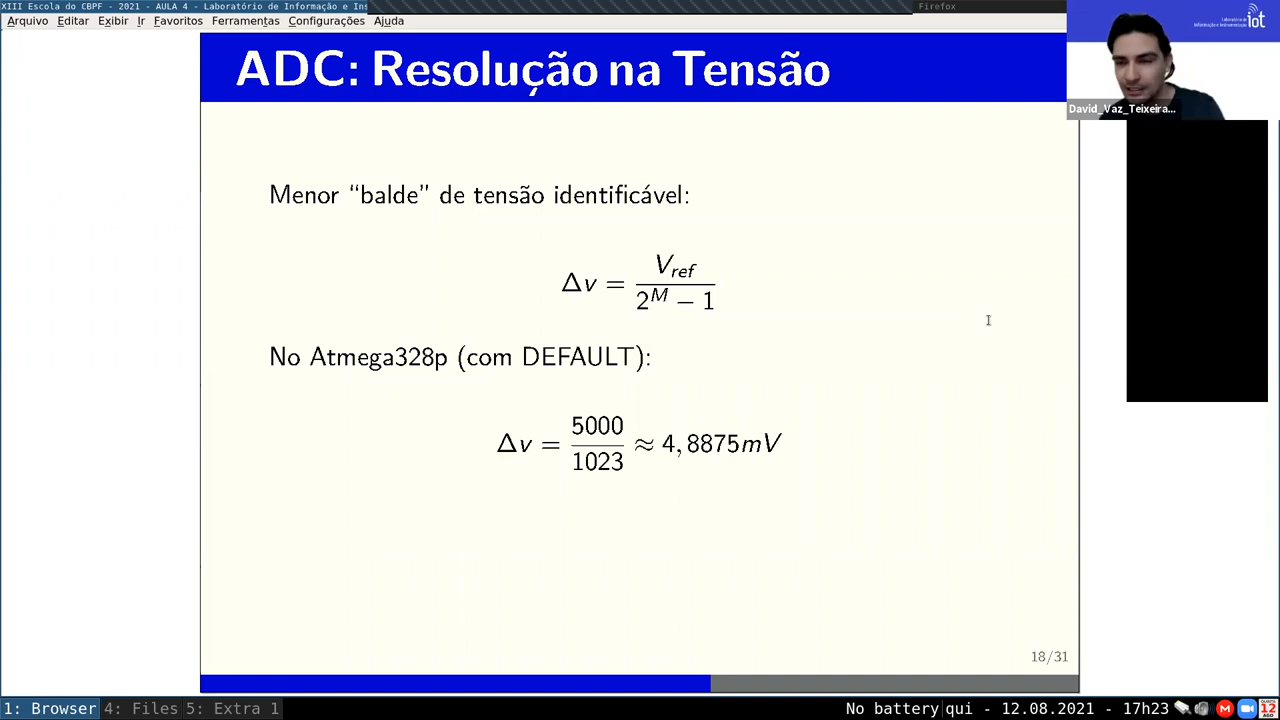 XIII Escola do CBPF - 2021 - AULA 4 - Laboratório de Informação e Ins
Firefox
Arquivo Editar Exibir Ir Favoritos Ferramentas Configurações Ajuda
iot
David_Vaz_Teixeira...
ADC: Resolução na Tensão
Menor “balde” de tensão identificável:
Δv = V_ref / (2^M − 1)
No Atmega328p (com DEFAULT):
Δv = 5000 / 1023 ≈ 4, 8875mV
18/31
1: Browser 4: Files 5: Extra 1
No battery qui - 12.08.2021 - 17h23
12